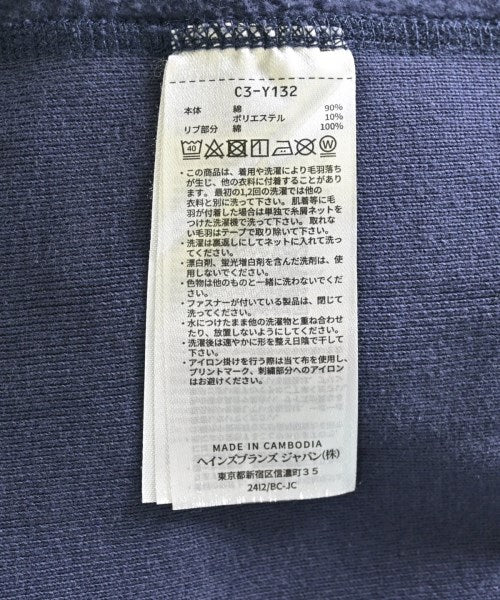 C3-Y132
本体 綿 90%
ポリエステル 10%
リブ部分 綿 100%
40 P W
・この商品は、着用や洗濯により毛羽落ち
が生じ、他の衣料に付着することがあり
ます。最初の1,2回の洗濯では他の
衣料と別に洗って下さい。肌着等に毛
羽が付着した場合は単独で糸屑ネットを
つけた洗濯機で洗って下さい。取れな
い毛羽はテープで取り除いて下さい。
・洗濯は裏返しにしてネットに入れて洗っ
てください。
・漂白剤、蛍光増白剤を含んだ洗剤は、
使用しないでください。
・色物は他のものと一緒に洗わないでくだ
さい。
・ファスナーが付いている製品は、閉じて
洗ってください。
・水につけたまま他の洗濯物と重ね合わせ
たり、放置しないようにしてください。
・洗濯後は速やかに形を整え日陰で干して
下さい。
・アイロン掛けを行う際は当て布を使用し、
プリントマーク、刺繍部分へのアイロン
はお避けください。
MADE IN CAMBODIA
ヘインズブランズ ジャパン(株)
東京都新宿区信濃町35
2412/BC-JC